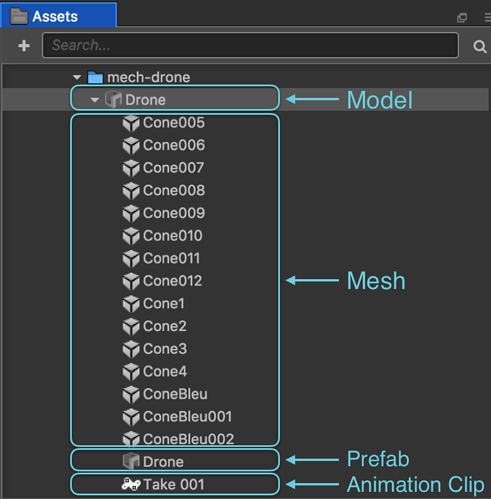 Assets
Search...
mech-drone
Drone
Model
Cone005
Cone006
Cone007
Cone008
Cone009
Cone010
Cone011
Cone012
Mesh
Cone1
Cone2
Cone3
Cone4
ConeBleu
ConeBleu001
ConeBleu002
Drone
Prefab
Take 001
Animation Clip